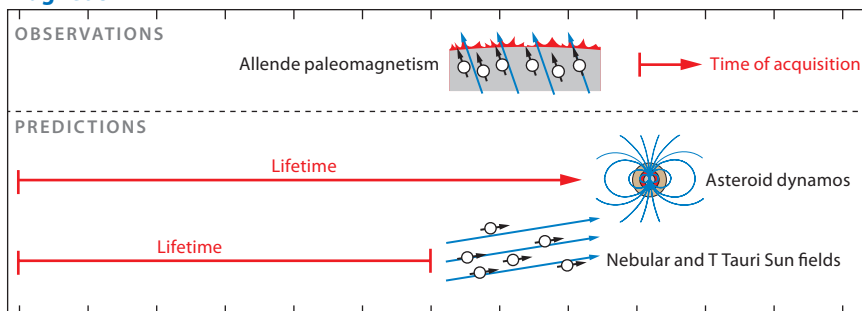 OBSERVATIONS
Allende paleomagnetism
Time of acquisition
PREDICTIONS
Lifetime
Asteroid dynamos
Lifetime
Nebular and T Tauri Sun fields